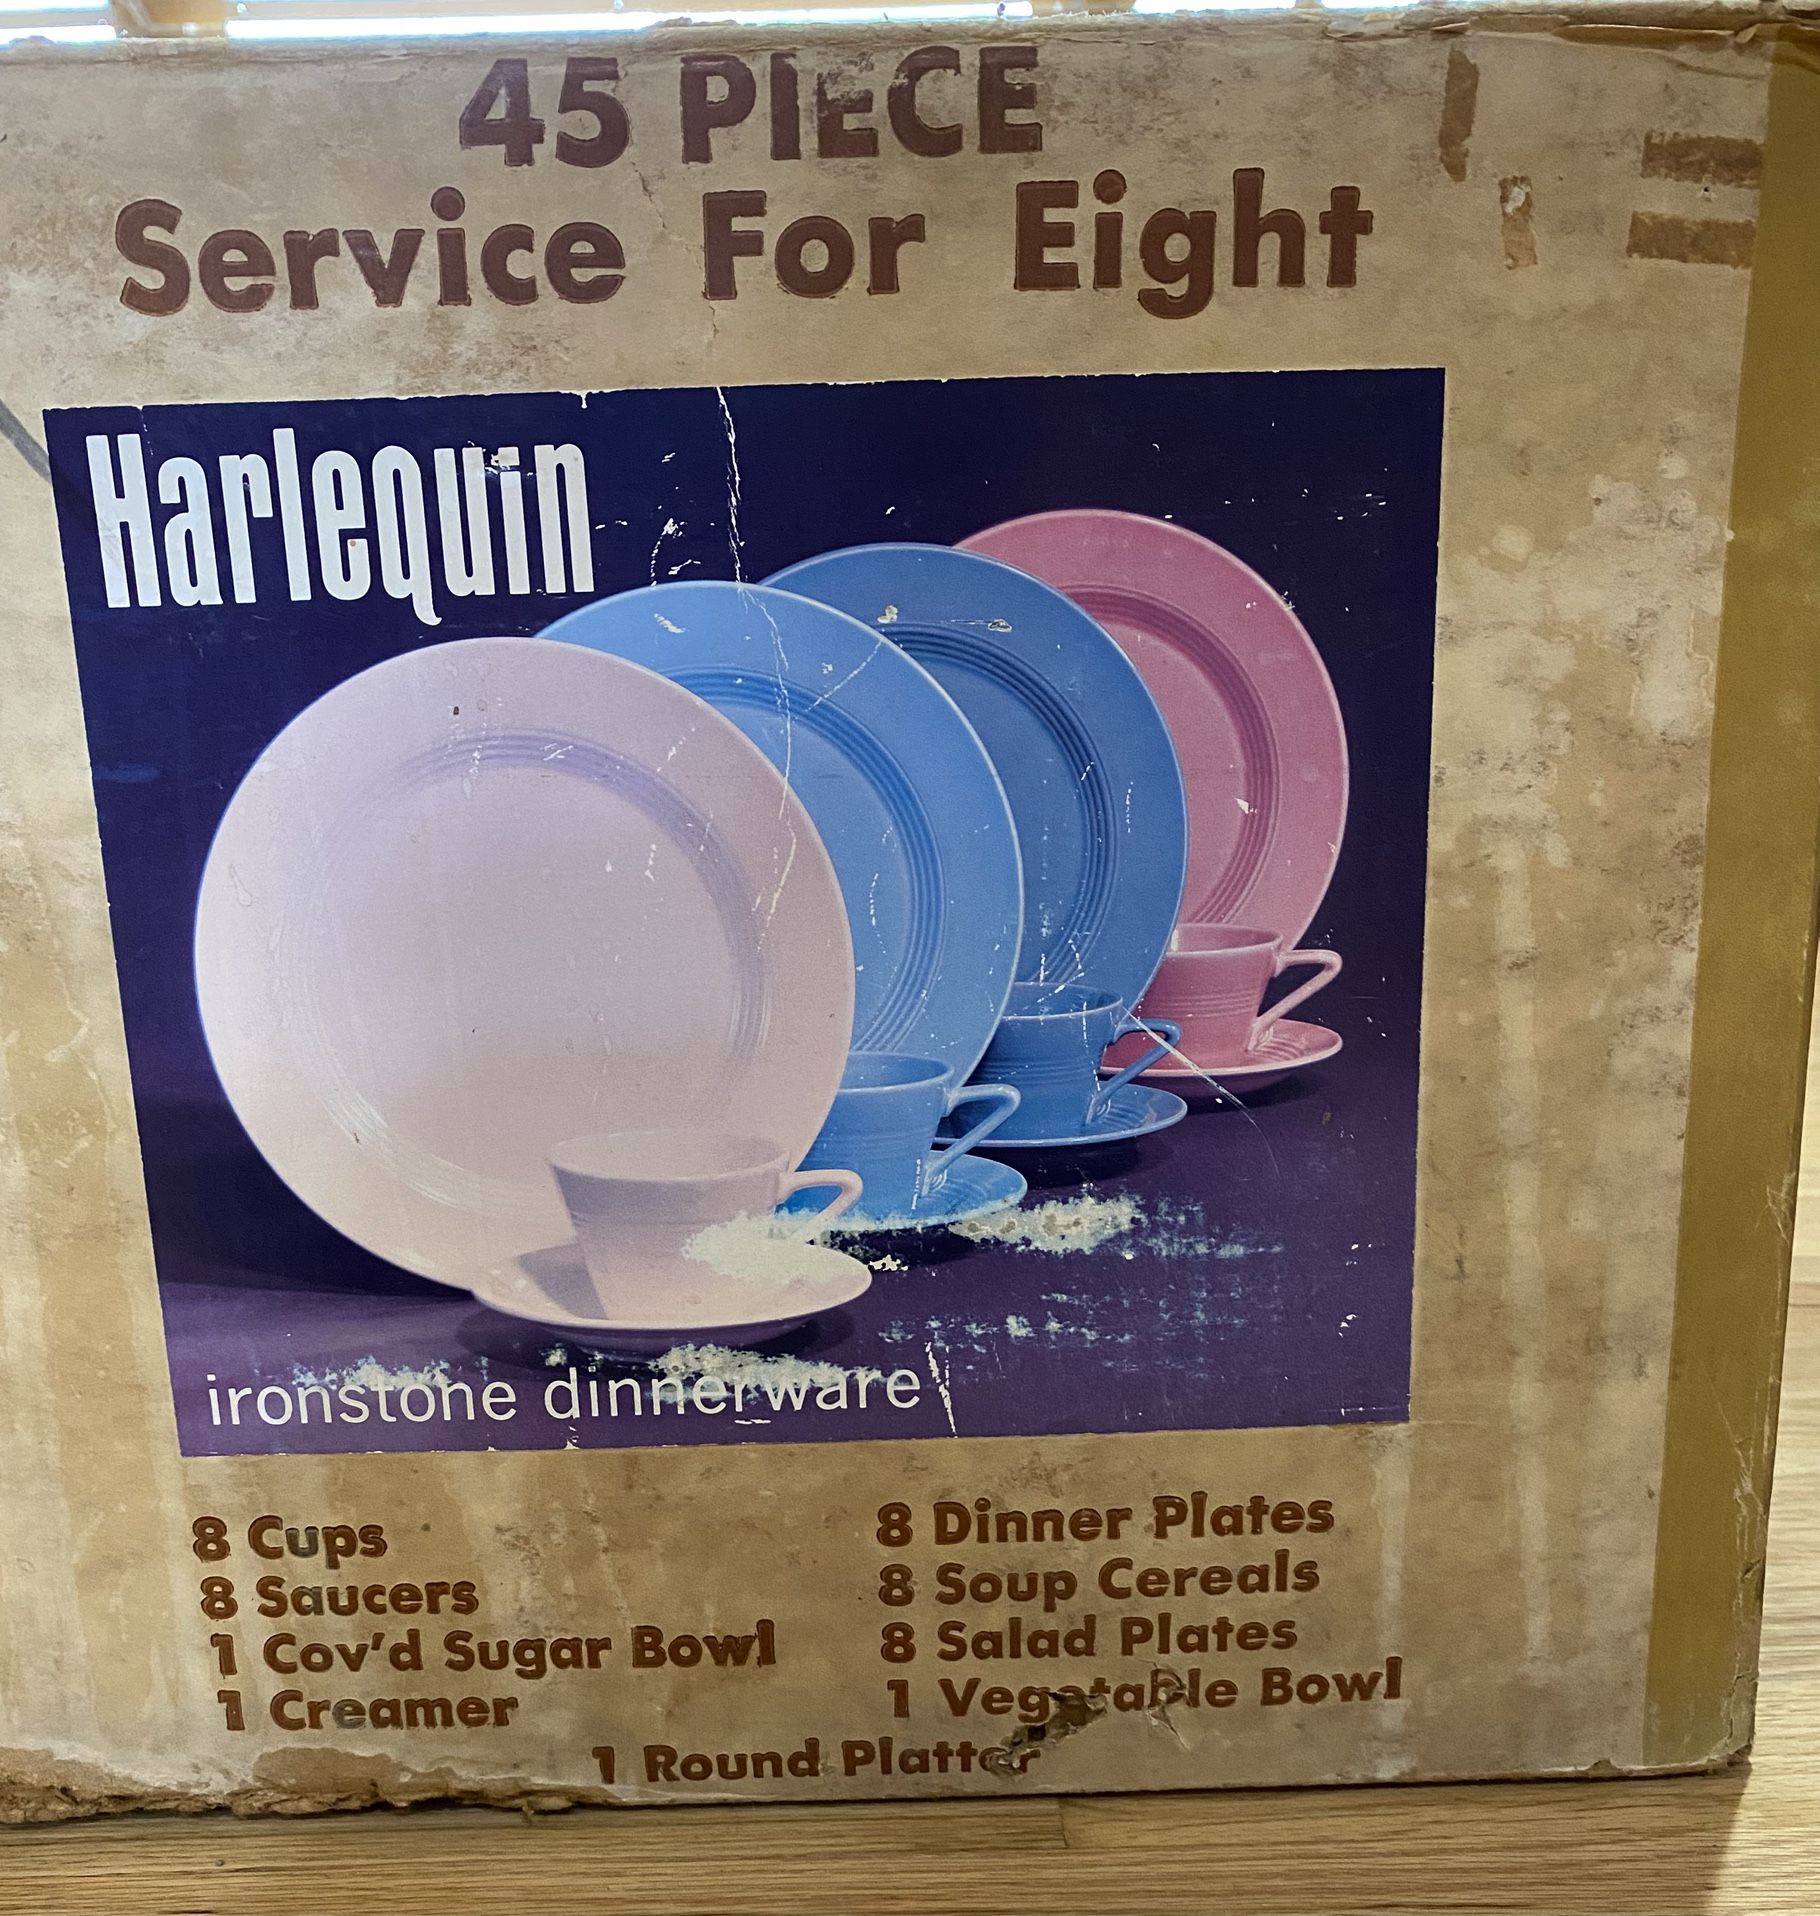 45 PIECE
Service For Eight
Harlequin
ironstone dinnerware
8 Cups
8 Saucers
1 Cov'd Sugar Bowl
1 Creamer
8 Dinner Plates
8 Soup Cereals
8 Salad Plates
1 Vegetable Bowl
1 Round Platter